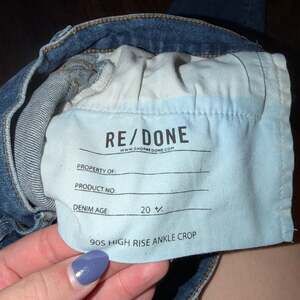 RE/DONE
WWW.SHOPREDONE.COM
PROPERTY OF:
PRODUCT NO
DENIM AGE: 20 +/-
90S HIGH RISE ANKLE CROP